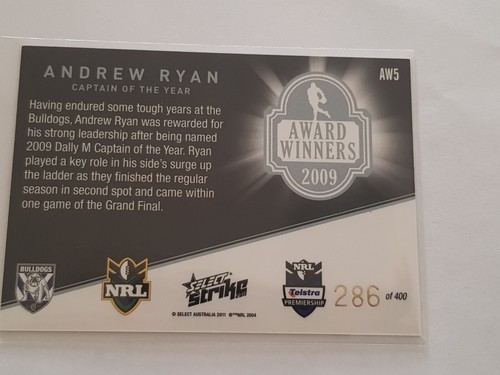 ANDREW RYAN
AW5
CAPTAIN OF THE YEAR
Having endured some tough years at the
Bulldogs, Andrew Ryan was rewarded for
his strong leadership after being named
2009 Dally M Captain of the Year. Ryan
played a key role in his side's surge up
the ladder as they finished the regular
season in second spot and came within
one game of the Grand Final.
AWARD
WINNERS
2009
BULLDOGS
NRL
SELECT
strike
NRL
Telstra
PREMIERSHIP
286 of 400
© SELECT AUSTRALIA 2011 ©™NRL 2004